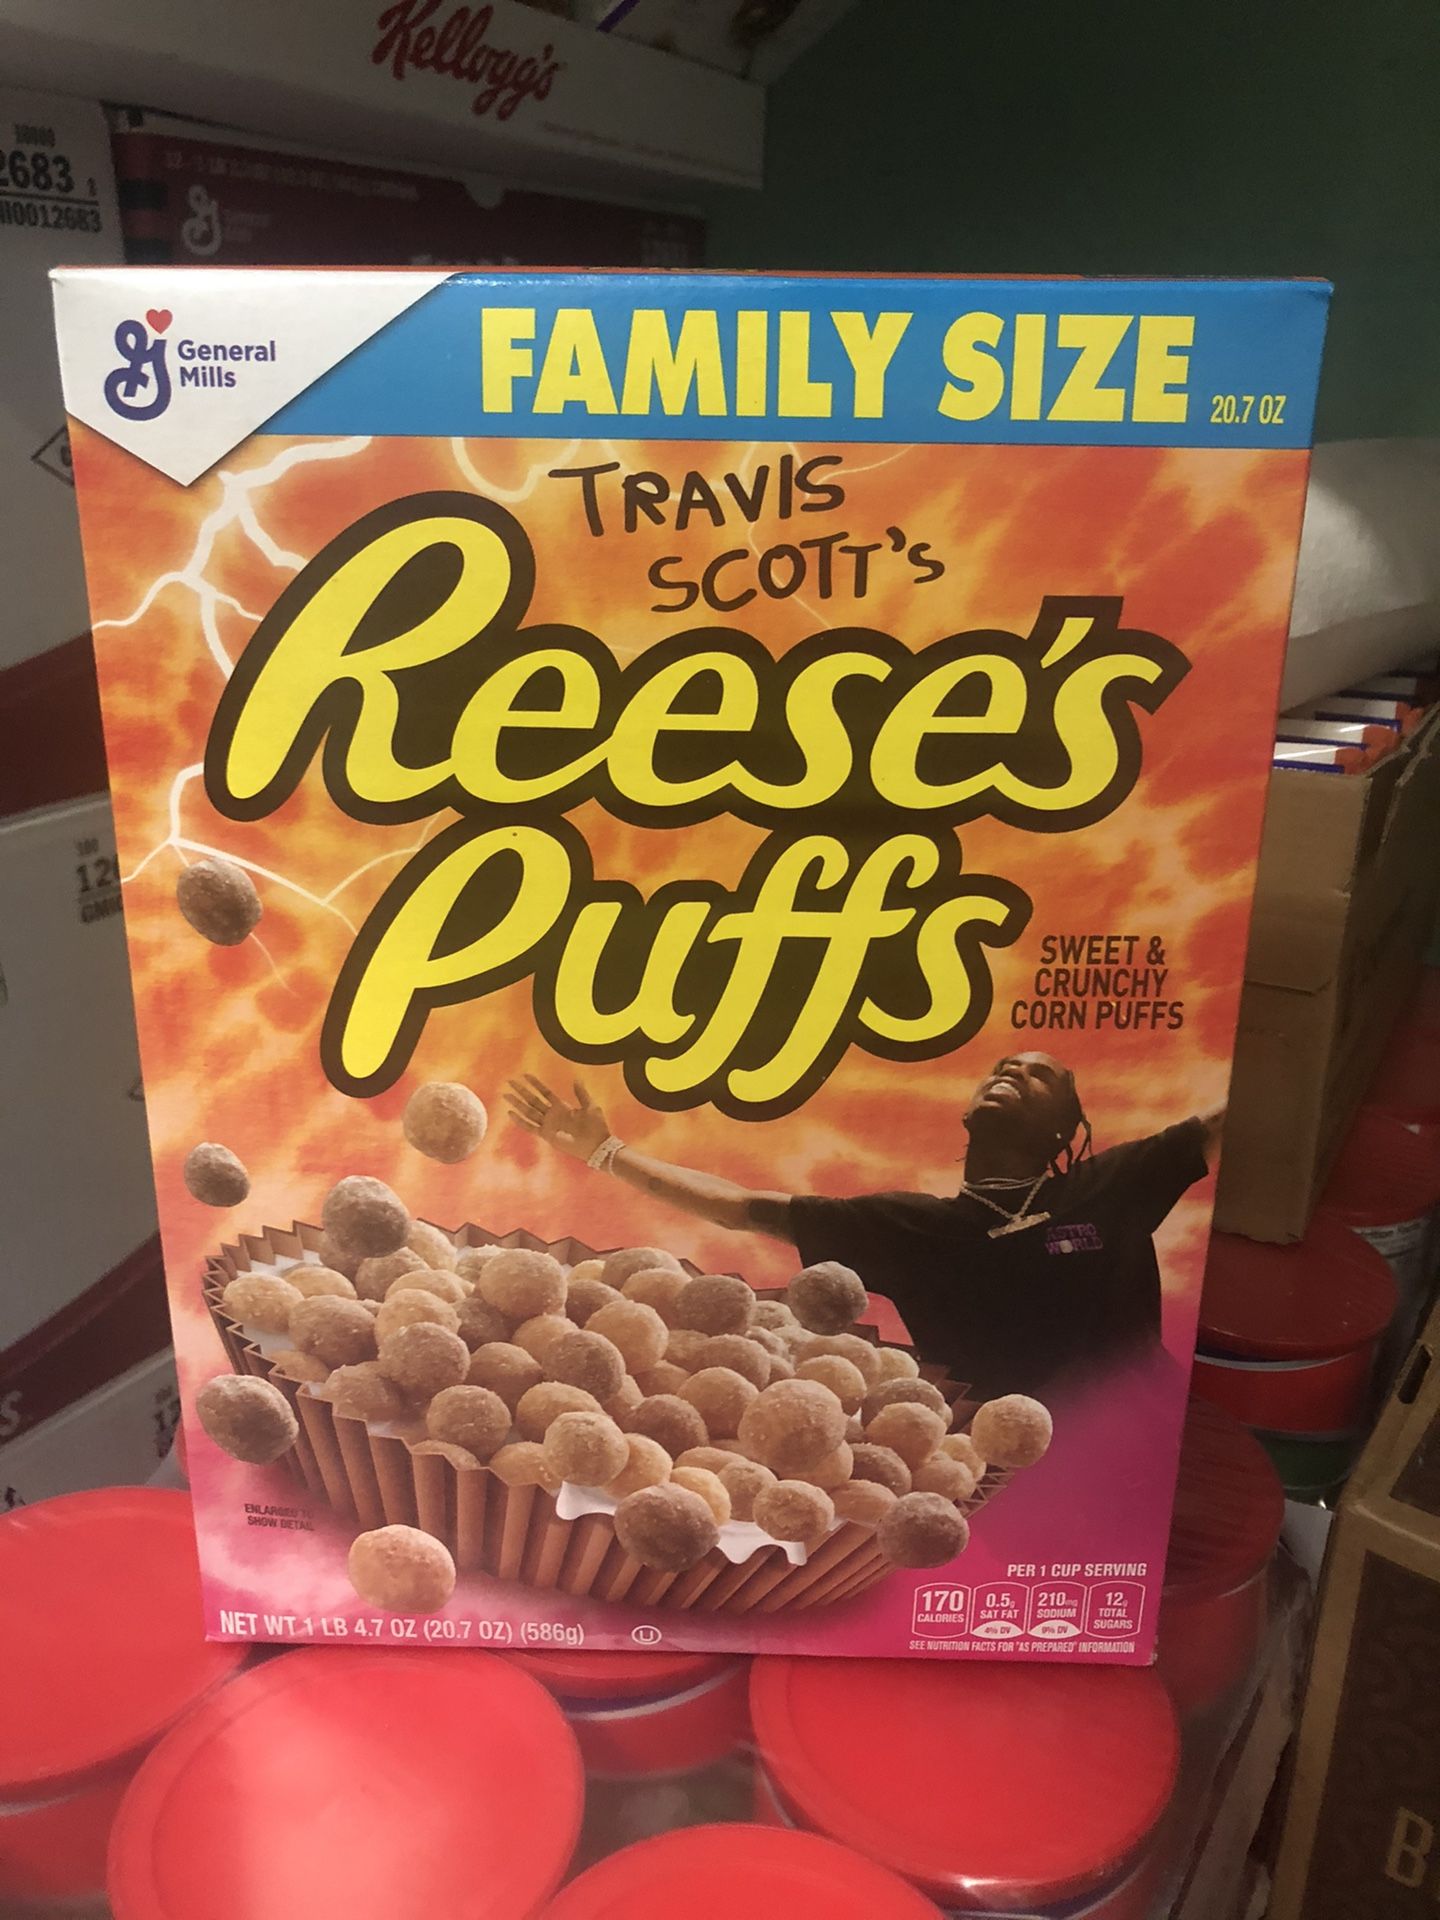 Kellogg's
2683
General
Mills
FAMILY SIZE
20.7 OZ
TRAVIS
SCOTT'S
Reese's
Puffs
SWEET &
CRUNCHY
CORN PUFFS
ASTRO
WORLD
ENLARGED TO
SHOW DETAIL
PER 1 CUP SERVING
170
CALORIES
0.5g
SAT FAT
4% DV
210mg
SODIUM
9% DV
12g
TOTAL
SUGARS
SEE NUTRITION FACTS FOR "AS PREPARED" INFORMATION
NET WT 1 LB 4.7 OZ (20.7 OZ) (586g)
U